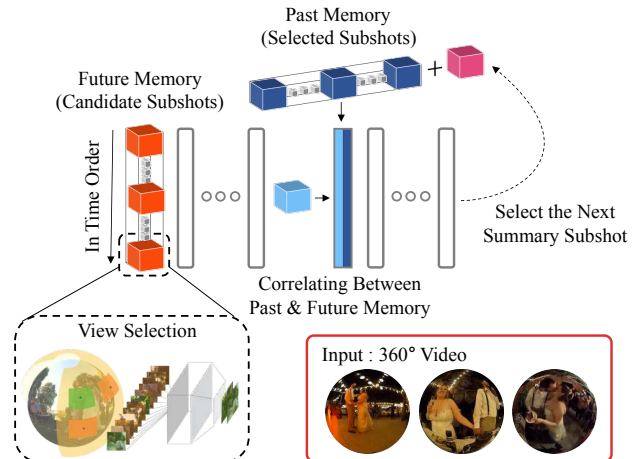 Past Memory
(Selected Subshots)
Future Memory
(Candidate Subshots)
+
In Time Order
Select the Next
Summary Subshot
Correlating Between
Past & Future Memory
View Selection
Input : 360° Video